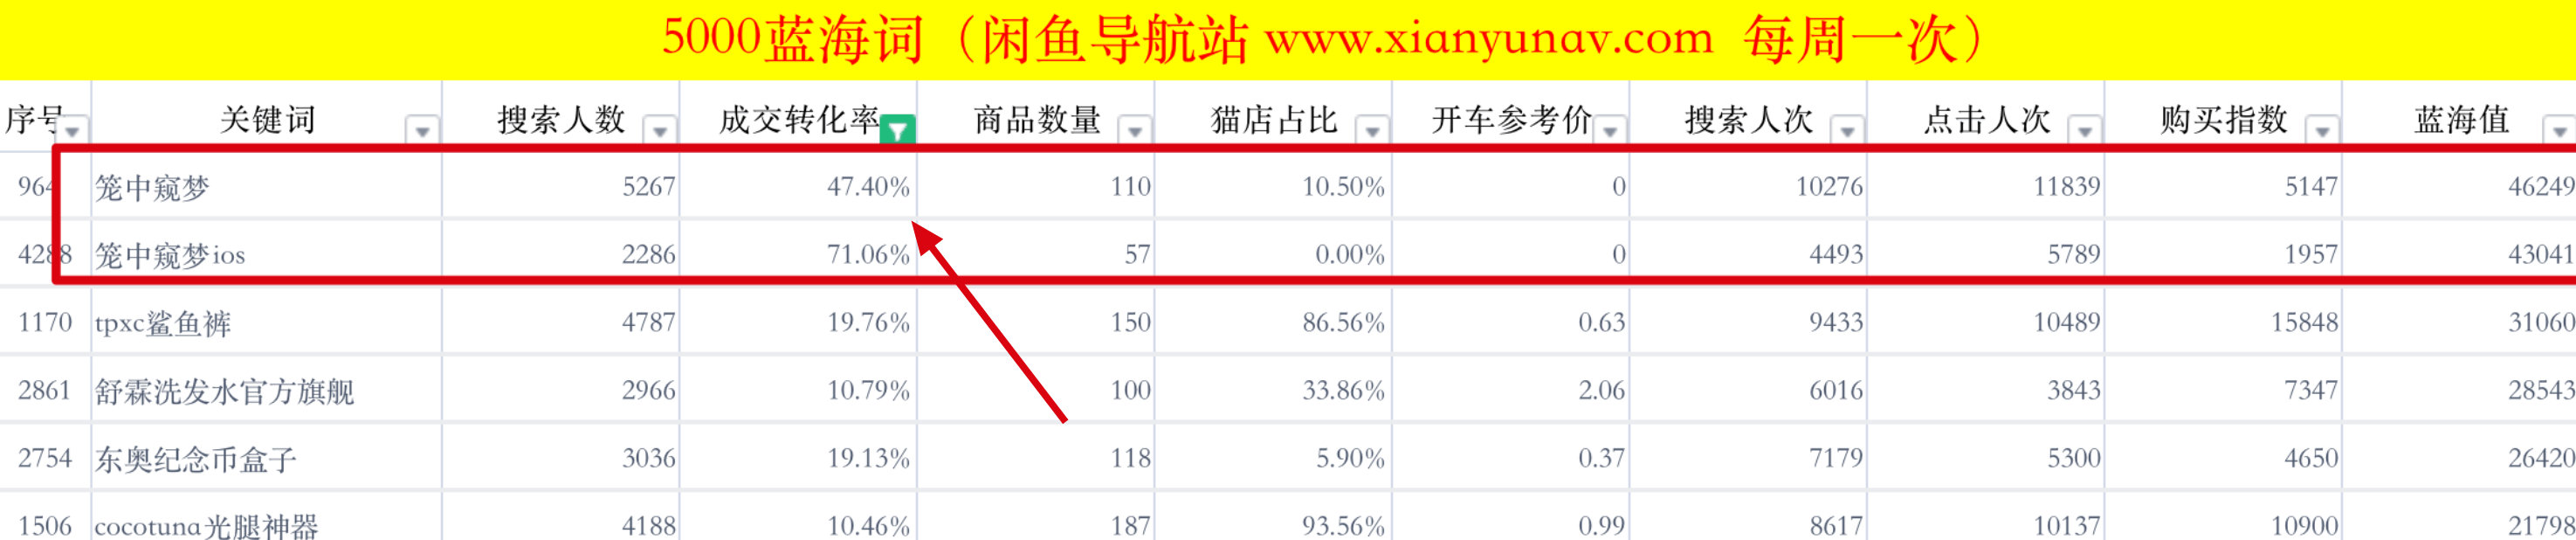 5000蓝海词（闲鱼导航站 www.xianyunav.com 每周一次）
序号 关键词 搜索人数 成交转化率 商品数量 猫店占比 开车参考价 搜索人次 点击人次 购买指数 蓝海值
964 笼中窥梦 5267 47.40% 110 10.50% 0 10276 11839 5147 46249
4288 笼中窥梦ios 2286 71.06% 57 0.00% 0 4493 5789 1957 43041
1170 tpxc鲨鱼裤 4787 19.76% 150 86.56% 0.63 9433 10489 15848 31060
2861 舒霖洗发水官方旗舰 2966 10.79% 100 33.86% 2.06 6016 3843 7347 28543
2754 东奥纪念币盒子 3036 19.13% 118 5.90% 0.37 7179 5300 4650 26420
1506 cocotuna光腿神器 4188 10.46% 187 93.56% 0.99 8617 10137 10900 21798